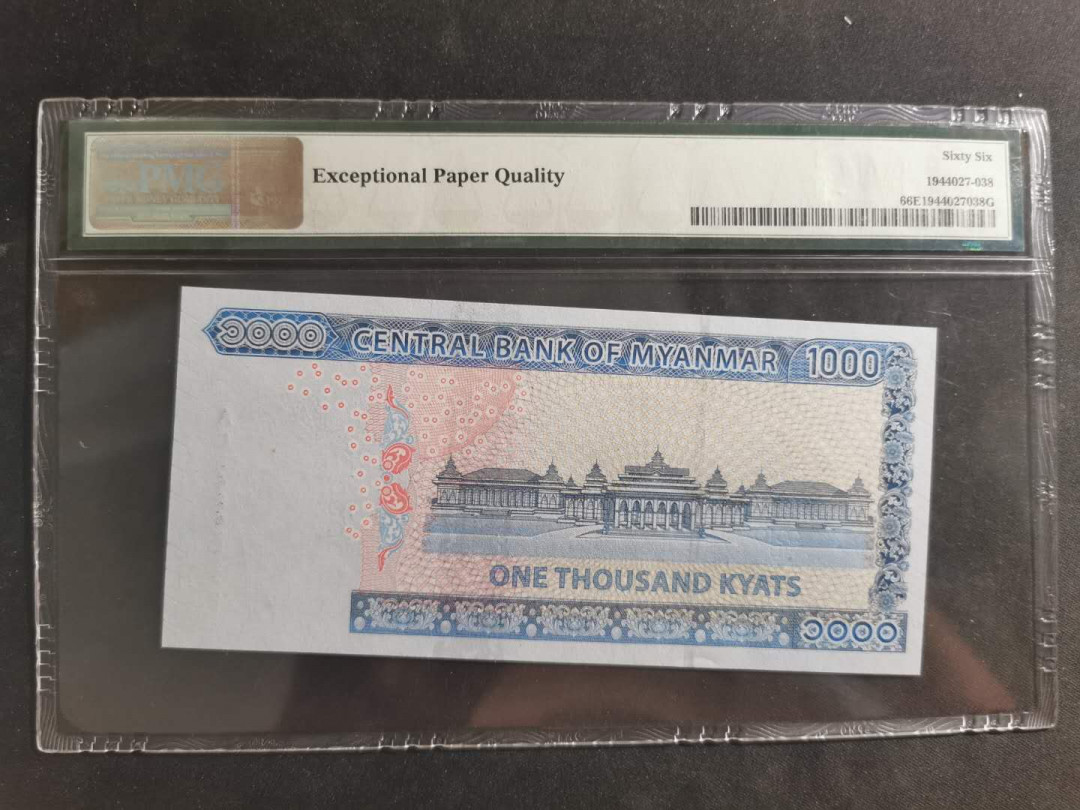 PMG
Exceptional Paper Quality
Sixty Six
1944027-038
66E1944027038G
၁၀၀၀
CENTRAL BANK OF MYANMAR
1000
ONE THOUSAND KYATS
၁၀၀၀